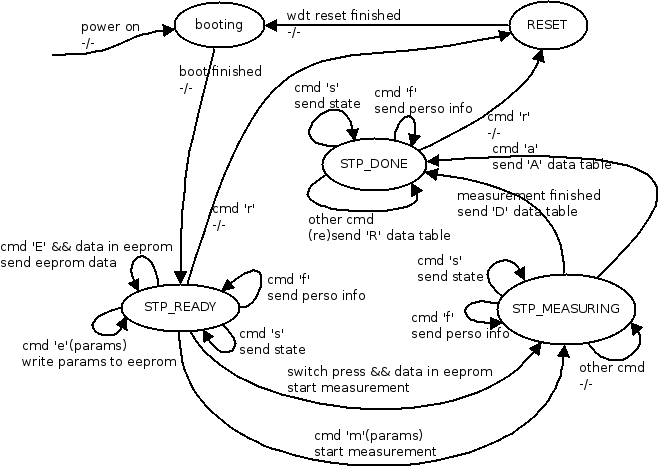 power on
-/-
booting
wdt reset finished
-/-
RESET
boot finished
-/-
cmd 's'
send state
cmd 'f'
send perso info
cmd 'r'
-/-
STP_DONE
cmd 'a'
send 'A' data table
measurement finished
send 'D' data table
other cmd
(re)send 'R' data table
cmd 'r'
-/-
cmd 'E' && data in eeprom
send eeprom data
cmd 'f'
send perso info
STP_READY
cmd 's'
send state
cmd 'e'(params)
write params to eeprom
cmd 's'
send state
STP_MEASURING
cmd 'f'
send perso info
other cmd
-/-
switch press && data in eeprom
start measurement
cmd 'm'(params)
start measurement